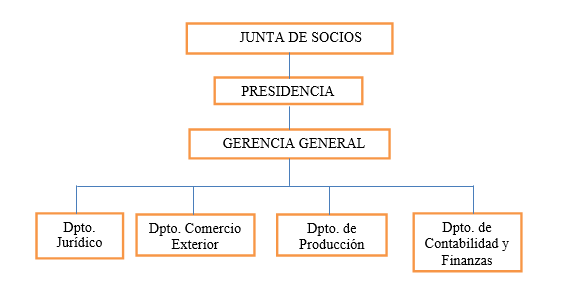 JUNTA DE SOCIOS
PRESIDENCIA
GERENCIA GENERAL
Dpto.
Jurídico
Dpto. Comercio
Exterior
Dpto. de
Producción
Dpto. de
Contabilidad y
Finanzas